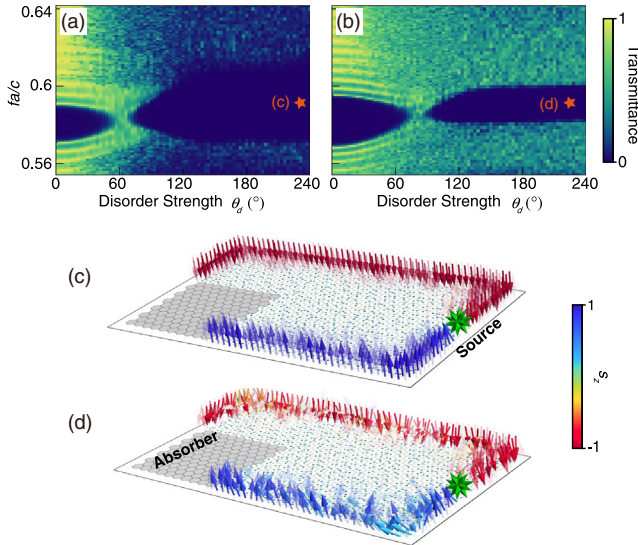 (a)
(b)
0.64
0.6
0.56
fa/c
(c)
(d)
0 60 120 180 240
0 60 120 180 240
Disorder Strength θd (°)
Disorder Strength θd (°)
1
0
Transmittance
(c)
Source
(d)
Absorber
1
-1
sz